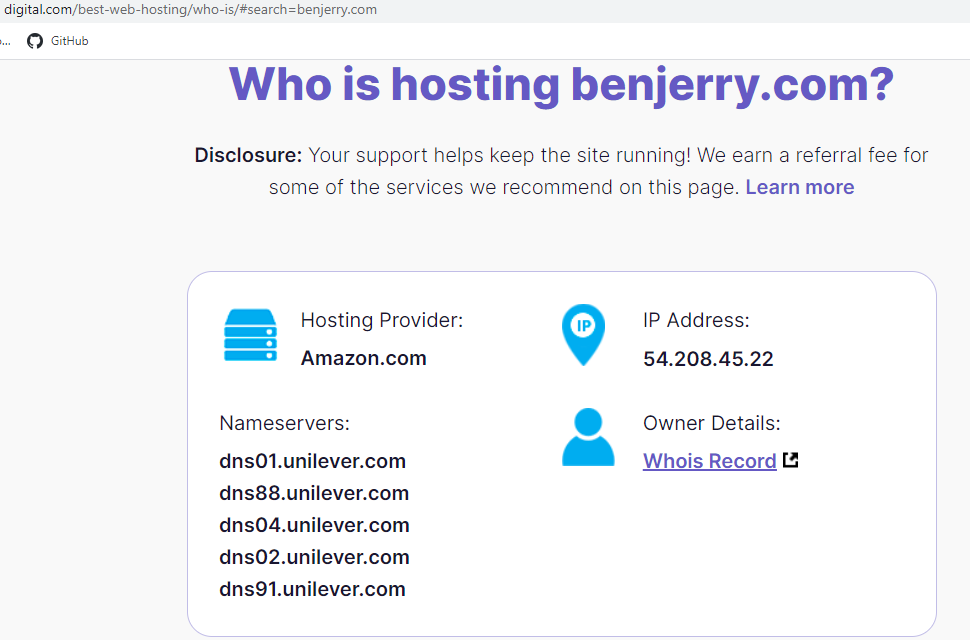 digital.com/best-web-hosting/who-is/#search=benjerry.com
... GitHub
Who is hosting benjerry.com?
Disclosure: Your support helps keep the site running! We earn a referral fee for
some of the services we recommend on this page. Learn more
Hosting Provider:
Amazon.com
IP
IP Address:
54.208.45.22
Nameservers:
dns01.unilever.com
dns88.unilever.com
dns04.unilever.com
dns02.unilever.com
dns91.unilever.com
Owner Details:
Whois Record